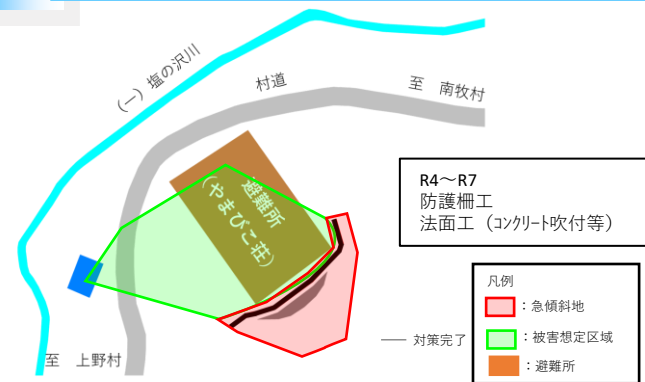 (一)塩の沢川
村道
至 南牧村
避難所
(やまびこ荘)
R4～R7
防護柵工
法面工(ｺﾝｸﾘｰﾄ吹付等)
凡例
:急傾斜地
対策完了
:被害想定区域
:避難所
至 上野村